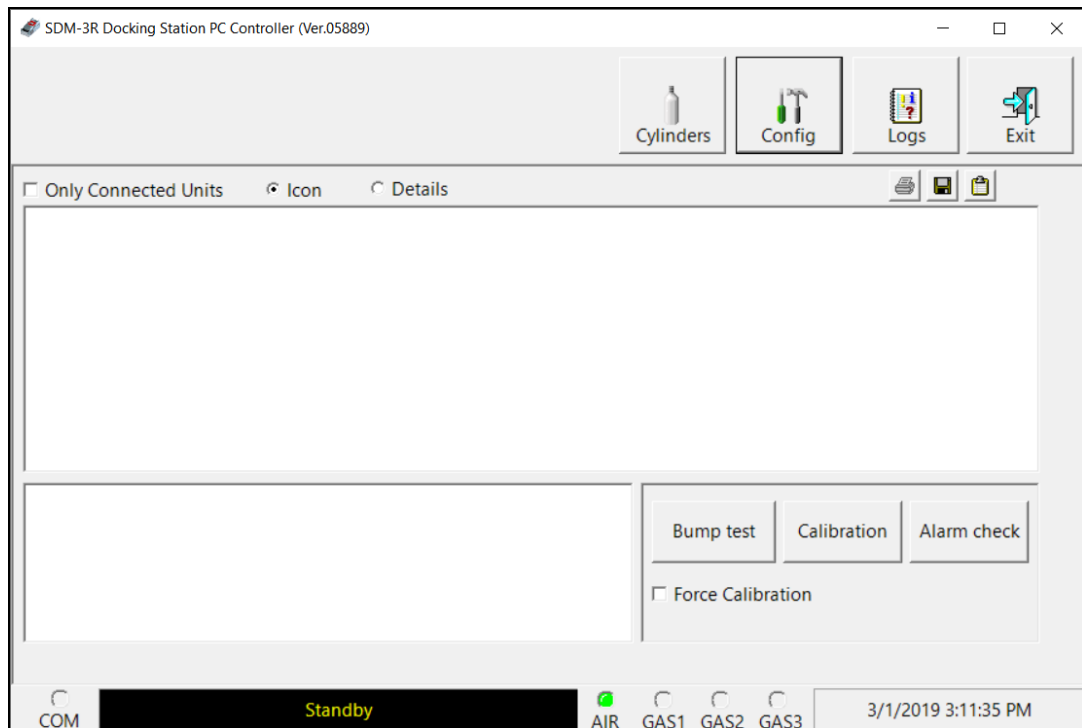 SDM-3R Docking Station PC Controller (Ver.05889)
Cylinders Config Logs Exit
Only Connected Units Icon Details
Bump test Calibration Alarm check
Force Calibration
COM Standby AIR GAS1 GAS2 GAS3 3/1/2019 3:11:35 PM